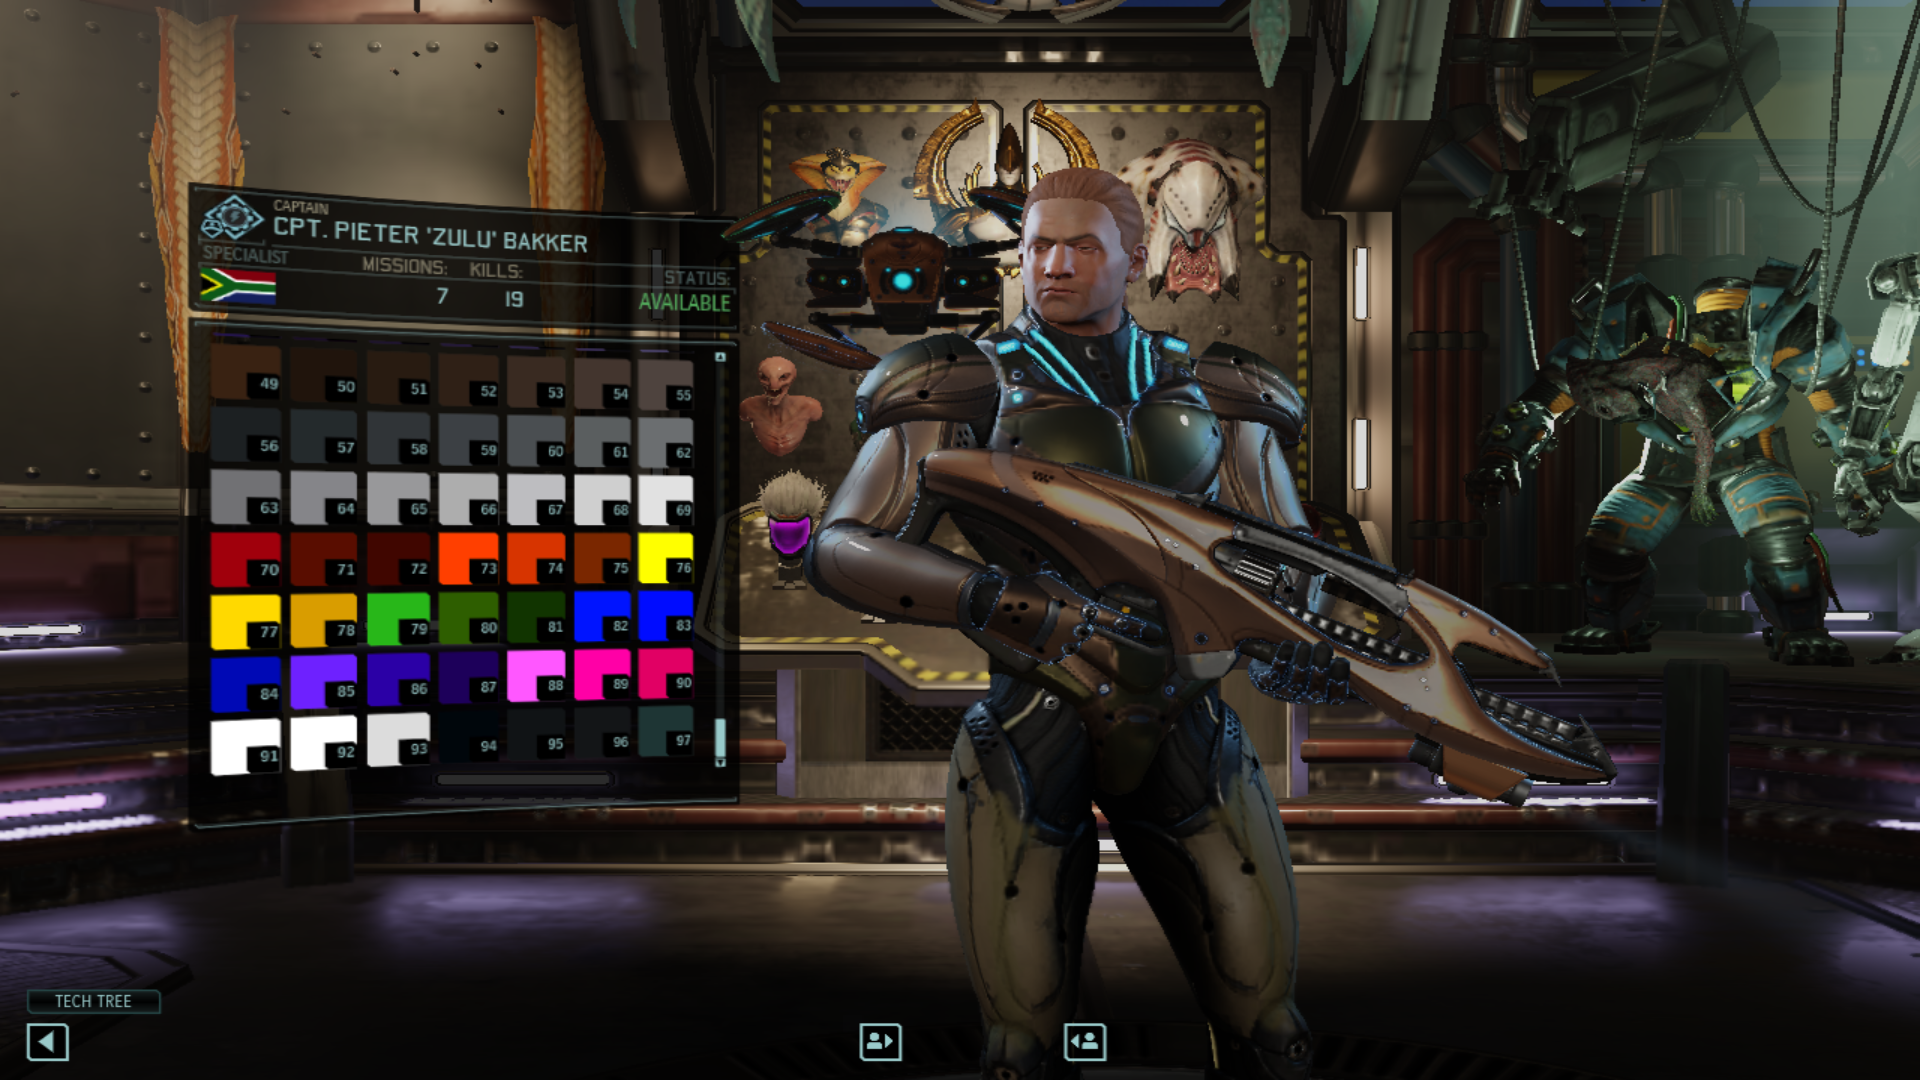 CAPTAIN
CPT. PIETER 'ZULU' BAKKER
SPECIALIST
MISSIONS: KILLS: STATUS:
7 19 AVAILABLE
49 50 51 52 53 54 55
56 57 58 59 60 61 62
63 64 65 66 67 68 69
70 71 72 73 74 75 76
77 78 79 80 81 82 83
84 85 86 87 88 89 90
91 92 93 94 95 96 97
TECH TREE